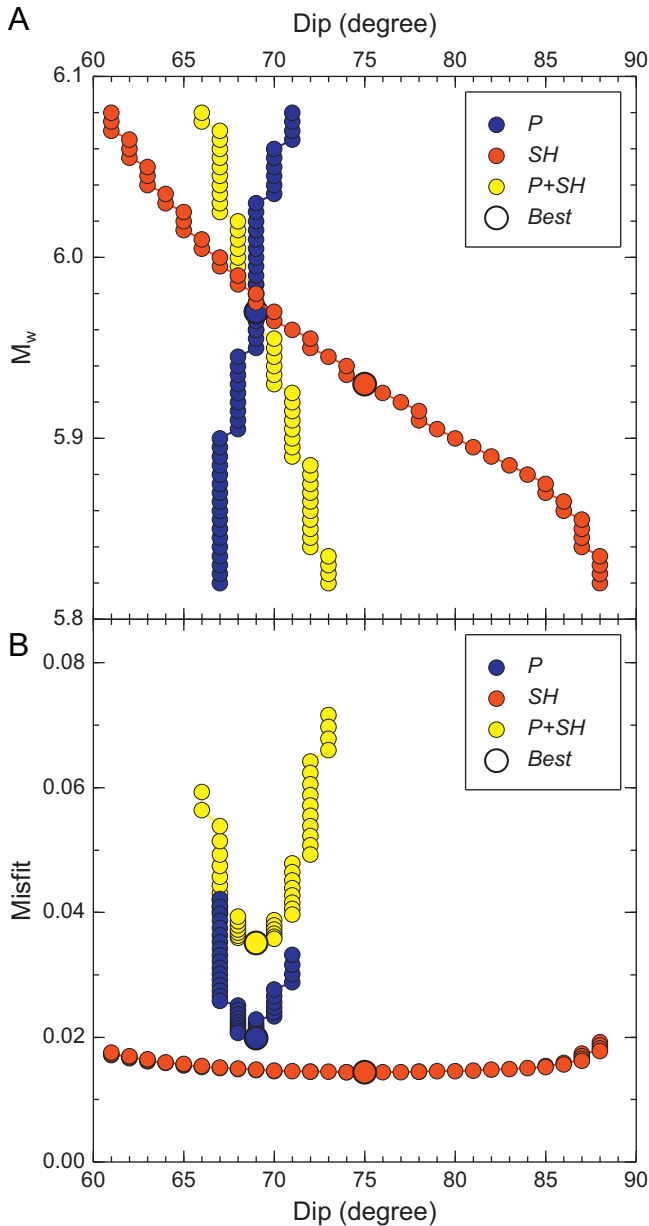 A
Dip (degree)
60 65 70 75 80 85 90
6.1
6.0
5.9
5.8
M_w
P
SH
P+SH
Best
B
0.08
0.06
0.04
0.02
0.00
Misfit
P
SH
P+SH
Best
60 65 70 75 80 85 90
Dip (degree)